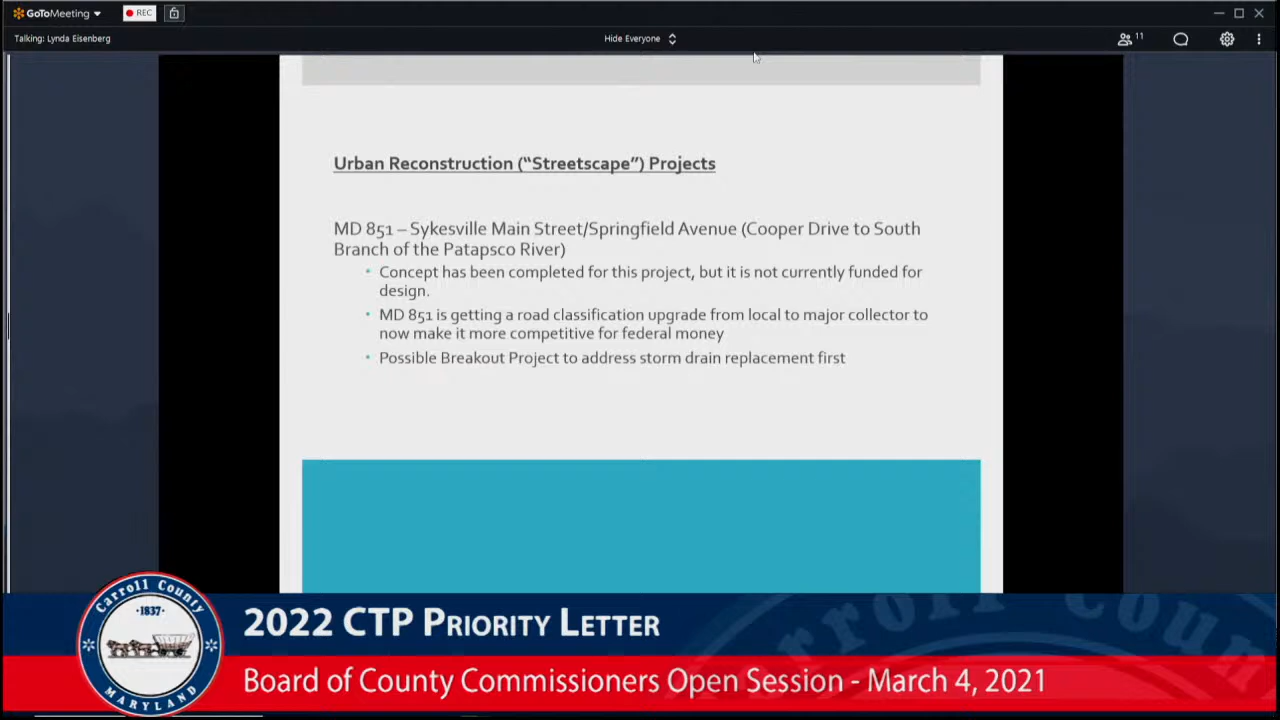 GoToMeeting
REC
Talking: Lynda Eisenberg
Hide Everyone
11
Urban Reconstruction (“Streetscape”) Projects
MD 851 – Sykesville Main Street/Springfield Avenue (Cooper Drive to South
Branch of the Patapsco River)
• Concept has been completed for this project, but it is not currently funded for
design.
• MD 851 is getting a road classification upgrade from local to major collector to
now make it more competitive for federal money
• Possible Breakout Project to address storm drain replacement first
Carroll County
·1837·
MARYLAND
2022 CTP PRIORITY LETTER
Board of County Commissioners Open Session - March 4, 2021
Carroll County